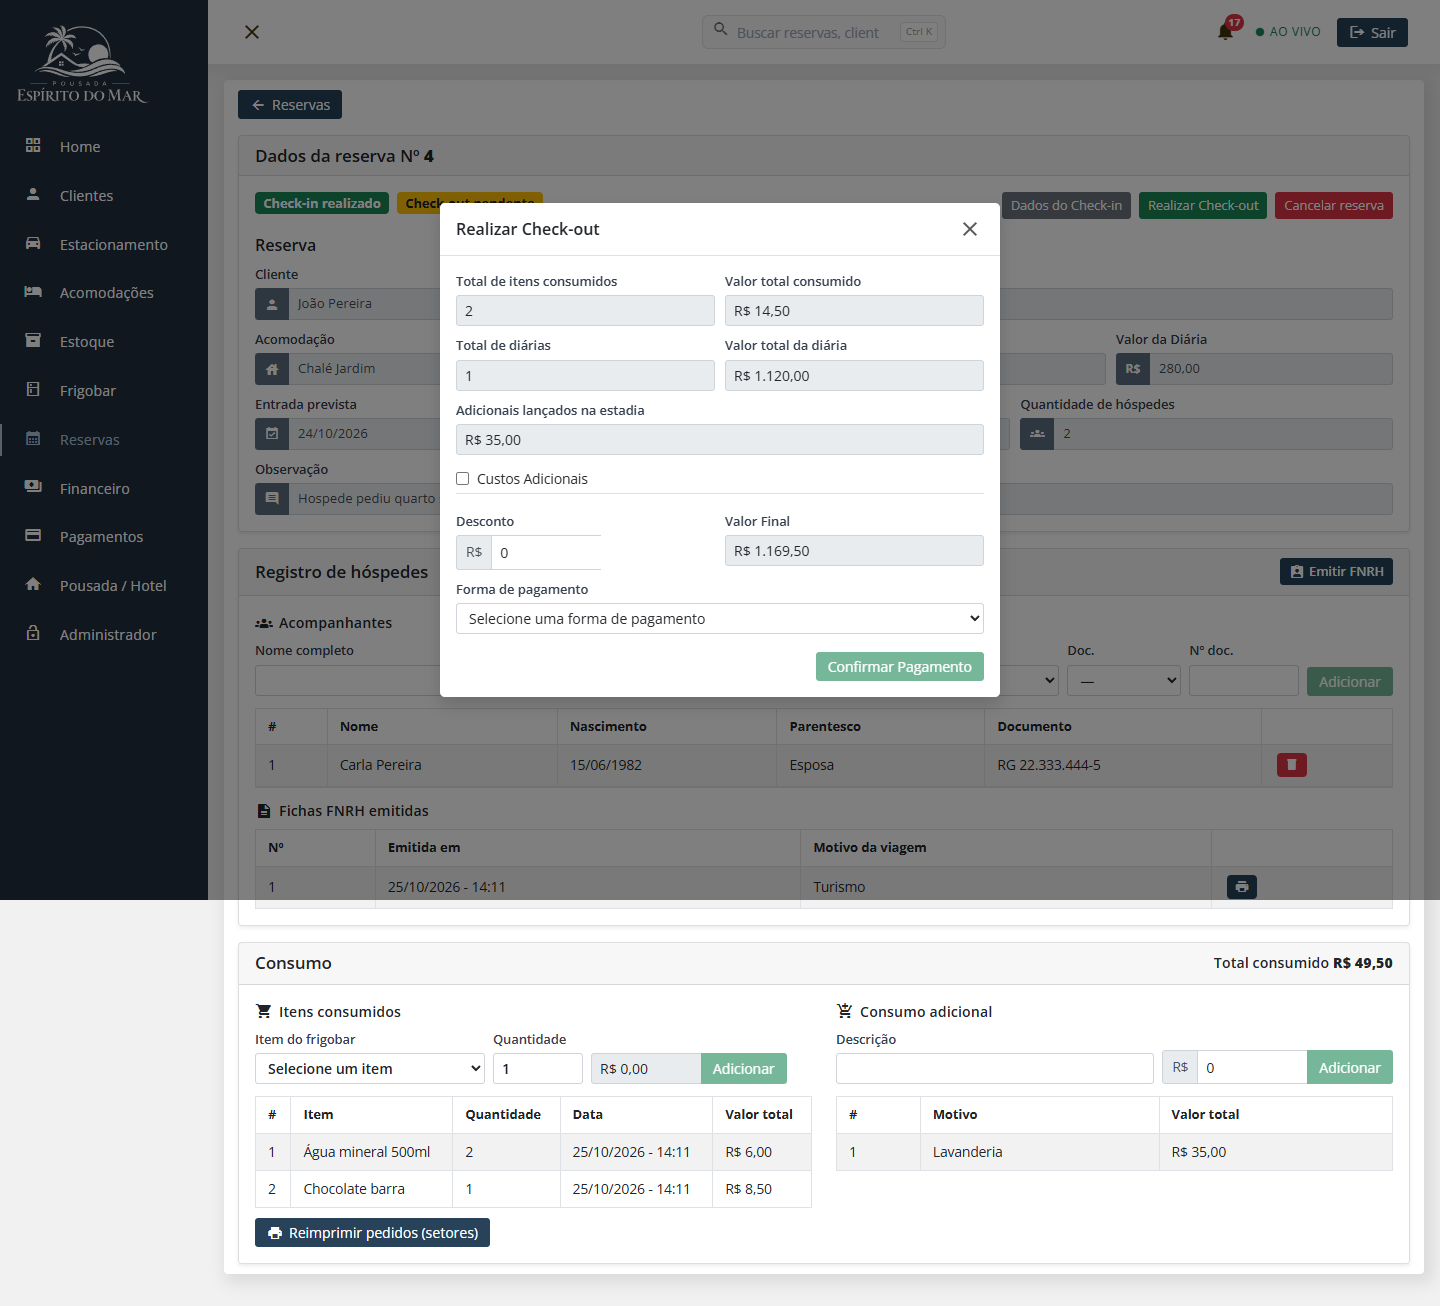 POUSADA
ESPÍRITO DO MAR
Home
Clientes
Estacionamento
Acomodações
Estoque
Frigobar
Reservas
Financeiro
Pagamentos
Pousada / Hotel
Administrador
Buscar reservas, client
Ctrl K
17
AO VIVO
Sair
Reservas
Dados da reserva Nº 4
Check-in realizado
Check-out pendente
Dados do Check-in
Realizar Check-out
Cancelar reserva
Reserva
Cliente
João Pereira
Acomodação
Chalé Jardim
Valor da Diária
R$ 280,00
Entrada prevista
24/10/2026
Quantidade de hóspedes
2
Observação
Hospede pediu quarto
Realizar Check-out
Total de itens consumidos
2
Valor total consumido
R$ 14,50
Total de diárias
1
Valor total da diária
R$ 1.120,00
Adicionais lançados na estadia
R$ 35,00
Custos Adicionais
Desconto
R$ 0
Valor Final
R$ 1.169,50
Forma de pagamento
Selecione uma forma de pagamento
Confirmar Pagamento
Registro de hóspedes
Emitir FNRH
Acompanhantes
Nome completo
Doc.
—
Nº doc.
Adicionar
# Nome Nascimento Parentesco Documento
1 Carla Pereira 15/06/1982 Esposa RG 22.333.444-5
Fichas FNRH emitidas
Nº Emitida em Motivo da viagem
1 25/10/2026 - 14:11 Turismo
Consumo
Total consumido R$ 49,50
Itens consumidos
Item do frigobar
Selecione um item
Quantidade
1
R$ 0,00
Adicionar
# Item Quantidade Data Valor total
1 Água mineral 500ml 2 25/10/2026 - 14:11 R$ 6,00
2 Chocolate barra 1 25/10/2026 - 14:11 R$ 8,50
Reimprimir pedidos (setores)
Consumo adicional
Descrição
R$ 0
Adicionar
# Motivo Valor total
1 Lavanderia R$ 35,00